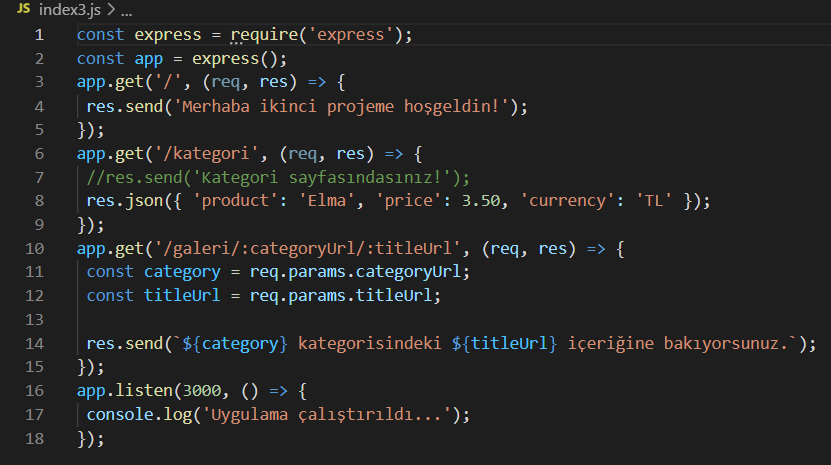 JS index3.js > ...
1 const express = require('express');
2 const app = express();
3 app.get('/', (req, res) => {
4 res.send('Merhaba ikinci projeme hoşgeldin!');
5 });
6 app.get('/kategori', (req, res) => {
7 //res.send('Kategori sayfasındasınız!');
8 res.json({ 'product': 'Elma', 'price': 3.50, 'currency': 'TL' });
9 });
10 app.get('/galeri/:categoryUrl/:titleUrl', (req, res) => {
11 const category = req.params.categoryUrl;
12 const titleUrl = req.params.titleUrl;
13
14 res.send(`${category} kategorisindeki ${titleUrl} içeriğine bakıyorsunuz.`);
15 });
16 app.listen(3000, () => {
17 console.log('Uygulama çalıştırıldı...');
18 });